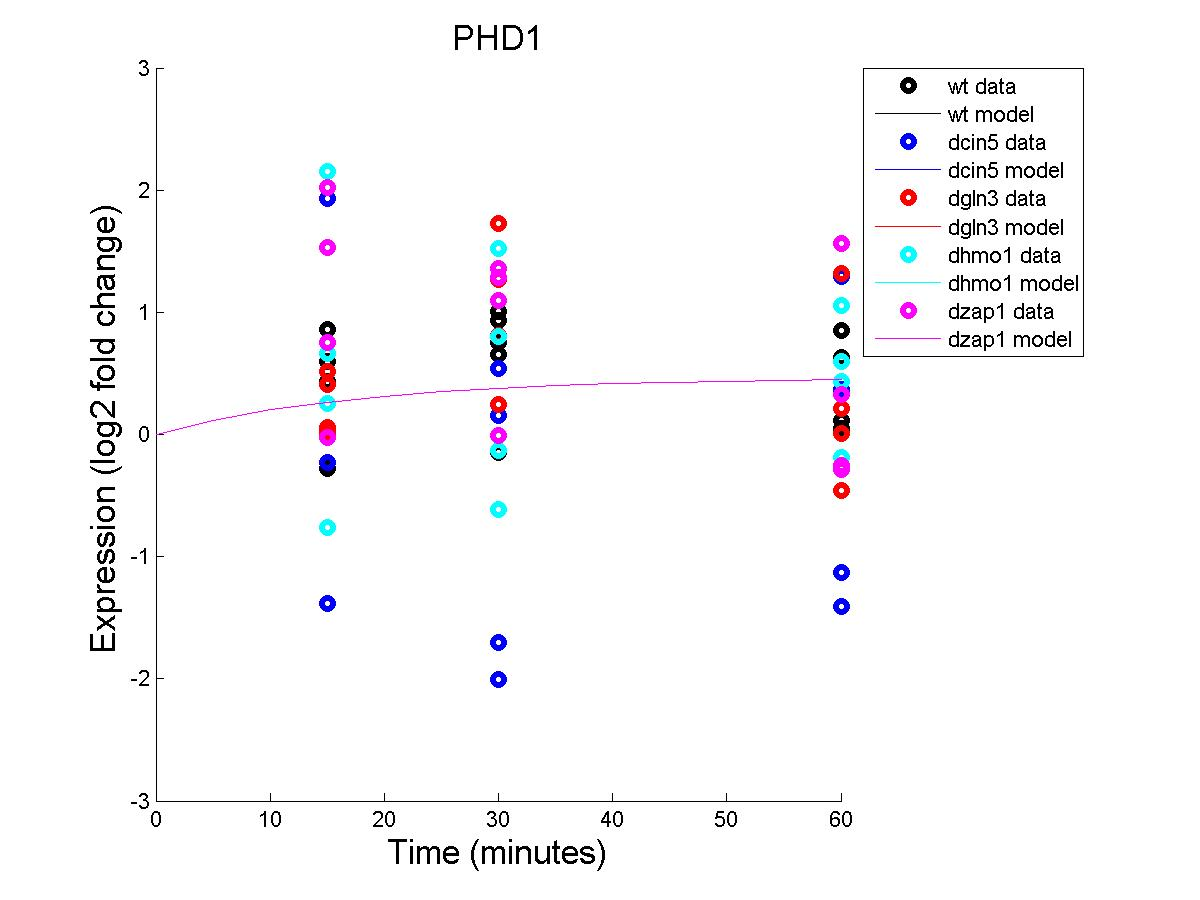 PHD1
3
2
1
0
-1
-2
-3
0 10 20 30 40 50 60
Expression (log2 fold change)
Time (minutes)
wt data
wt model
dcin5 data
dcin5 model
dgln3 data
dgln3 model
dhmo1 data
dhmo1 model
dzap1 data
dzap1 model